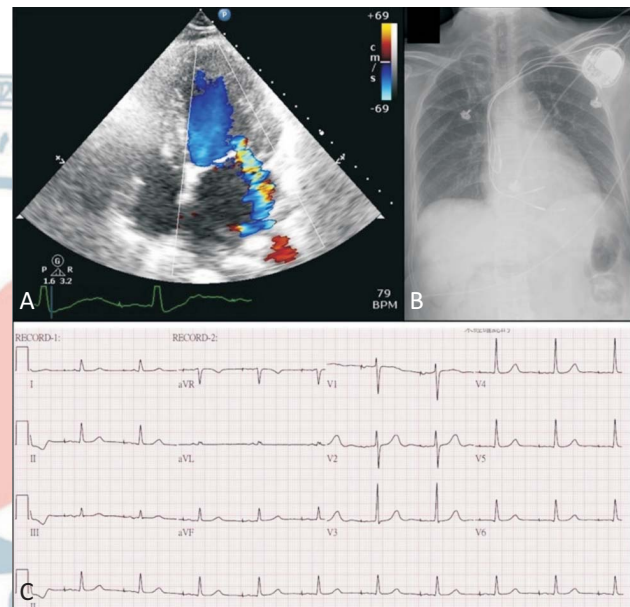 P
+69
c
m
/
s
-69
G
P R
1.6 3.2
79
BPM
A
B
RECORD-1:
RECORD-2:
I
aVR
V1
V4
II
aVL
V2
V5
III
aVF
V3
V6
II
C